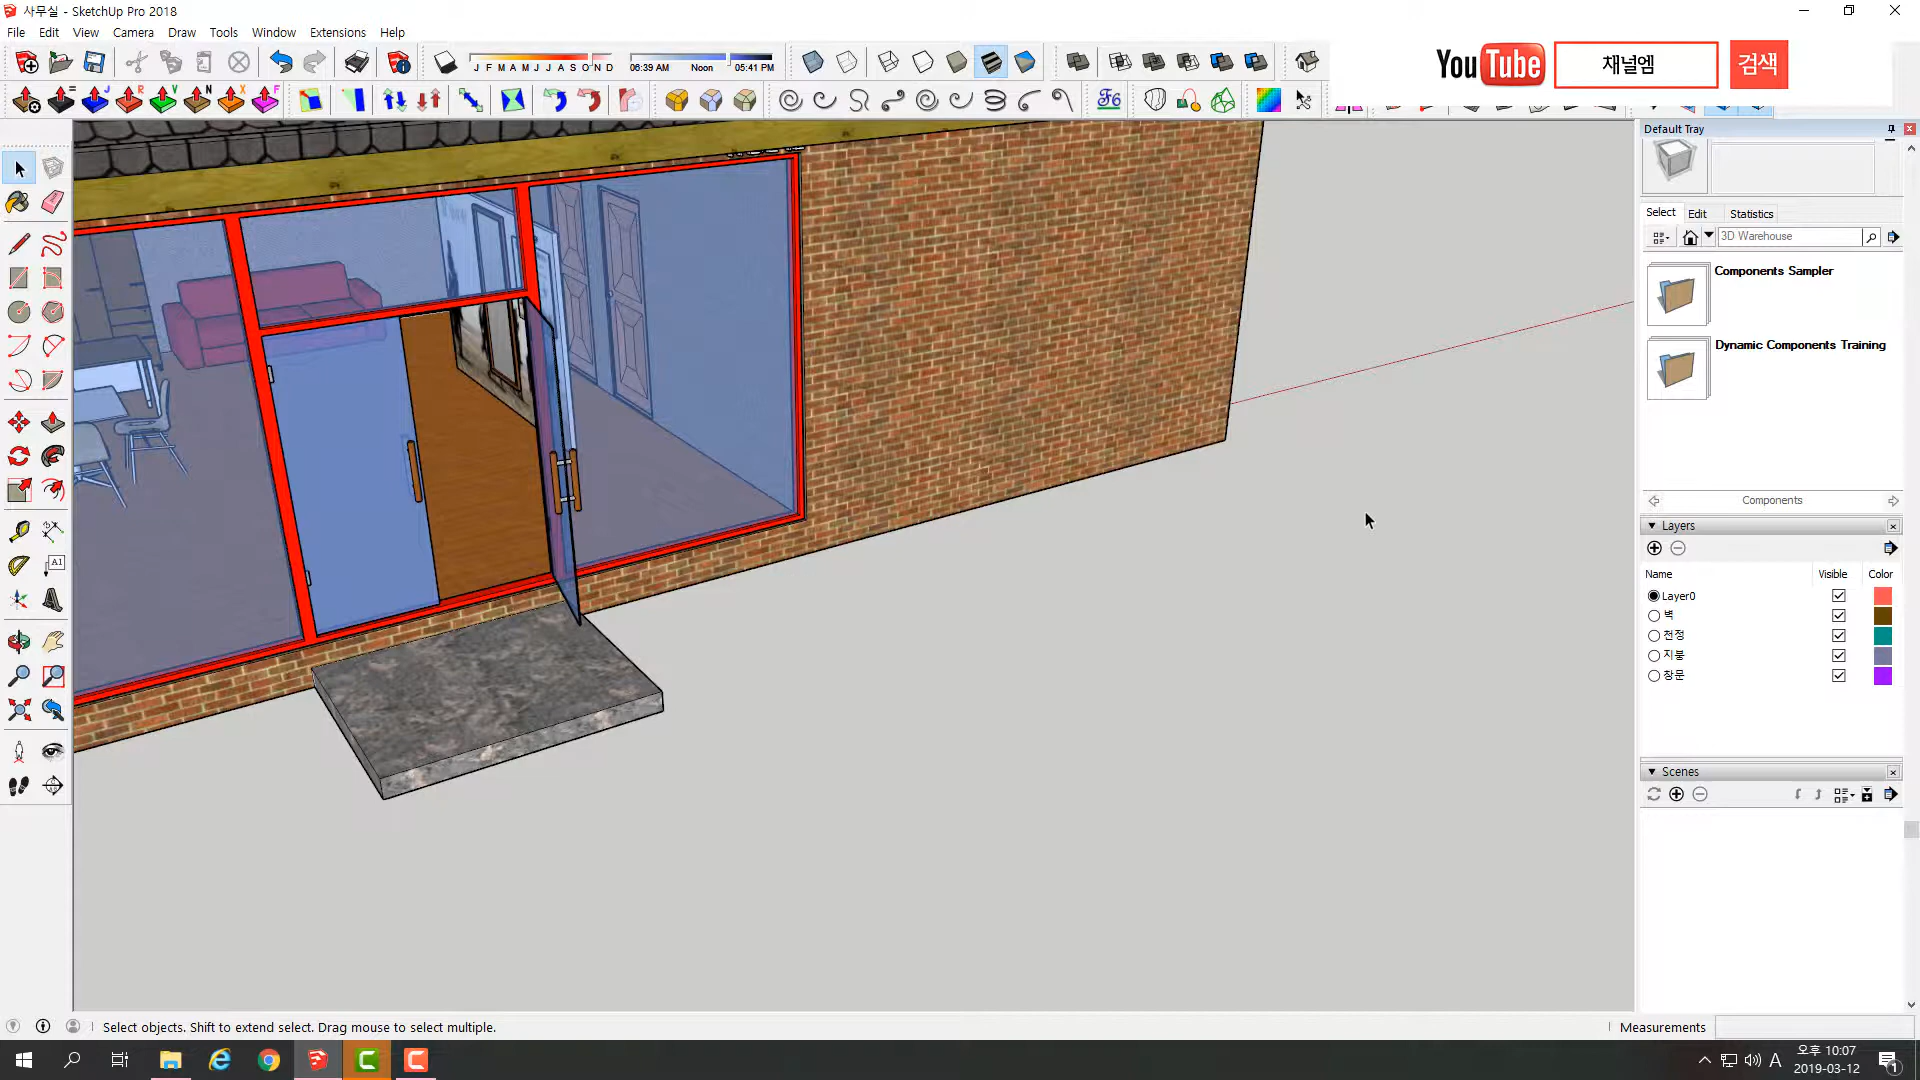 사무실 - SketchUp Pro 2018
File Edit View Camera Draw Tools Window Extensions Help
J F M A M J J A S O N D
06:39 AM Noon 05:41 PM
YouTube 채널엠 검색
= J R V N X F
F6
Default Tray
Select Edit Statistics
3D Warehouse
Components Sampler
Dynamic Components Training
Components
Layers
Name Visible Color
Layer0
벽
천정
지붕
창문
Scenes
A1
Select objects. Shift to extend select. Drag mouse to select multiple.
Measurements
A
오후 10:07
2019-03-12
1